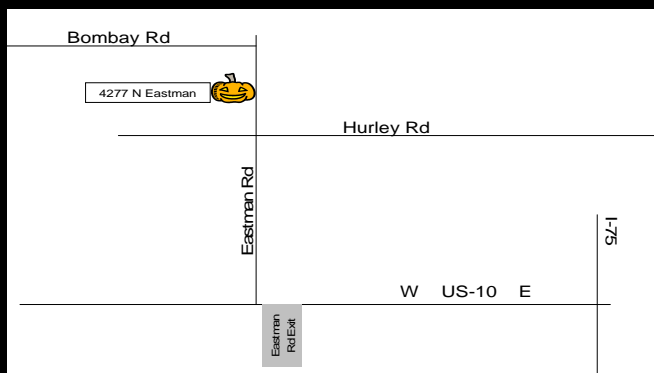 Bombay Rd
4277 N Eastman
Hurley Rd
Eastman Rd
I-75
W US-10 E
Eastman
Rd Exit